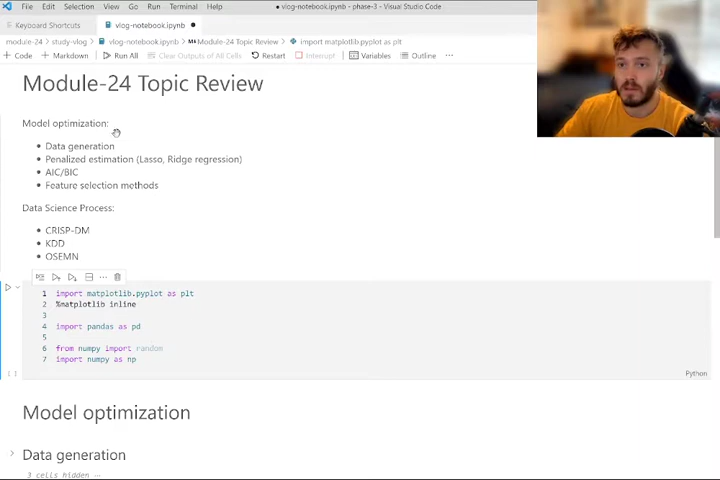 File Edit Selection View Go Run Terminal Help
● vlog-notebook.ipynb - phase-3 - Visual Studio Code
Keyboard Shortcuts
vlog-notebook.ipynb ●
module-24 > study-vlog > vlog-notebook.ipynb > Module-24 Topic Review > import matplotlib.pyplot as plt
+ Code + Markdown Run All Clear Outputs of All Cells Restart Interrupt Variables Outline ...
Module-24 Topic Review
Model optimization:
• Data generation
• Penalized estimation (Lasso, Ridge regression)
• AIC/BIC
• Feature selection methods
Data Science Process:
• CRISP-DM
• KDD
• OSEMN
1 import matplotlib.pyplot as plt
2 %matplotlib inline
3
4 import pandas as pd
5
6 from numpy import random
7 import numpy as np
[ ]
Python
Model optimization
Data generation
3 cells hidden ...